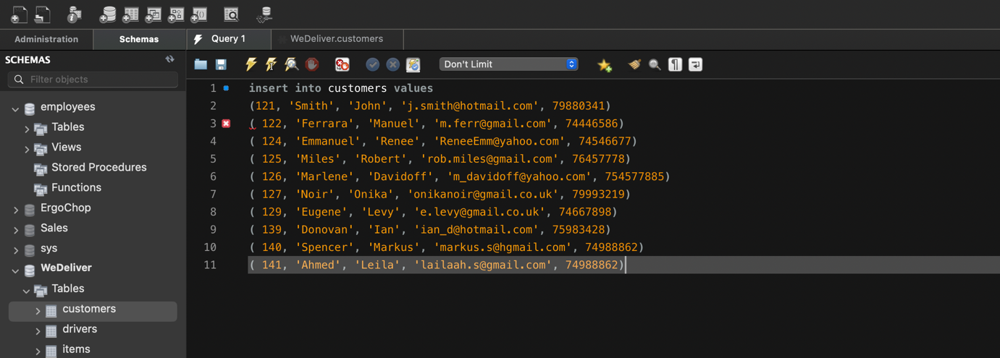 Administration
Schemas
Query 1
WeDeliver.customers
SCHEMAS
Filter objects
employees
Tables
Views
Stored Procedures
Functions
ErgoChop
Sales
sys
WeDeliver
Tables
customers
drivers
items
Don't Limit
1 insert into customers values
2 (121, 'Smith', 'John', 'j.smith@hotmail.com', 79880341)
3 ( 122, 'Ferrara', 'Manuel', 'm.ferr@gmail.com', 74446586)
4 ( 124, 'Emmanuel', 'Renee', 'ReneeEmm@yahoo.com', 74546677)
5 ( 125, 'Miles', 'Robert', 'rob.miles@gmail.com', 76457778)
6 ( 126, 'Marlene', 'Davidoff', 'm_davidoff@yahoo.com', 754577885)
7 ( 127, 'Noir', 'Onika', 'onikanoir@gmail.co.uk', 79993219)
8 ( 129, 'Eugene', 'Levy', 'e.levy@gmail.co.uk', 74667898)
9 ( 139, 'Donovan', 'Ian', 'ian_d@hotmail.com', 75983428)
10 ( 140, 'Spencer', 'Markus', 'markus.s@hgmail.com', 74988862)
11 ( 141, 'Ahmed', 'Leila', 'lailaah.s@gmail.com', 74988862)